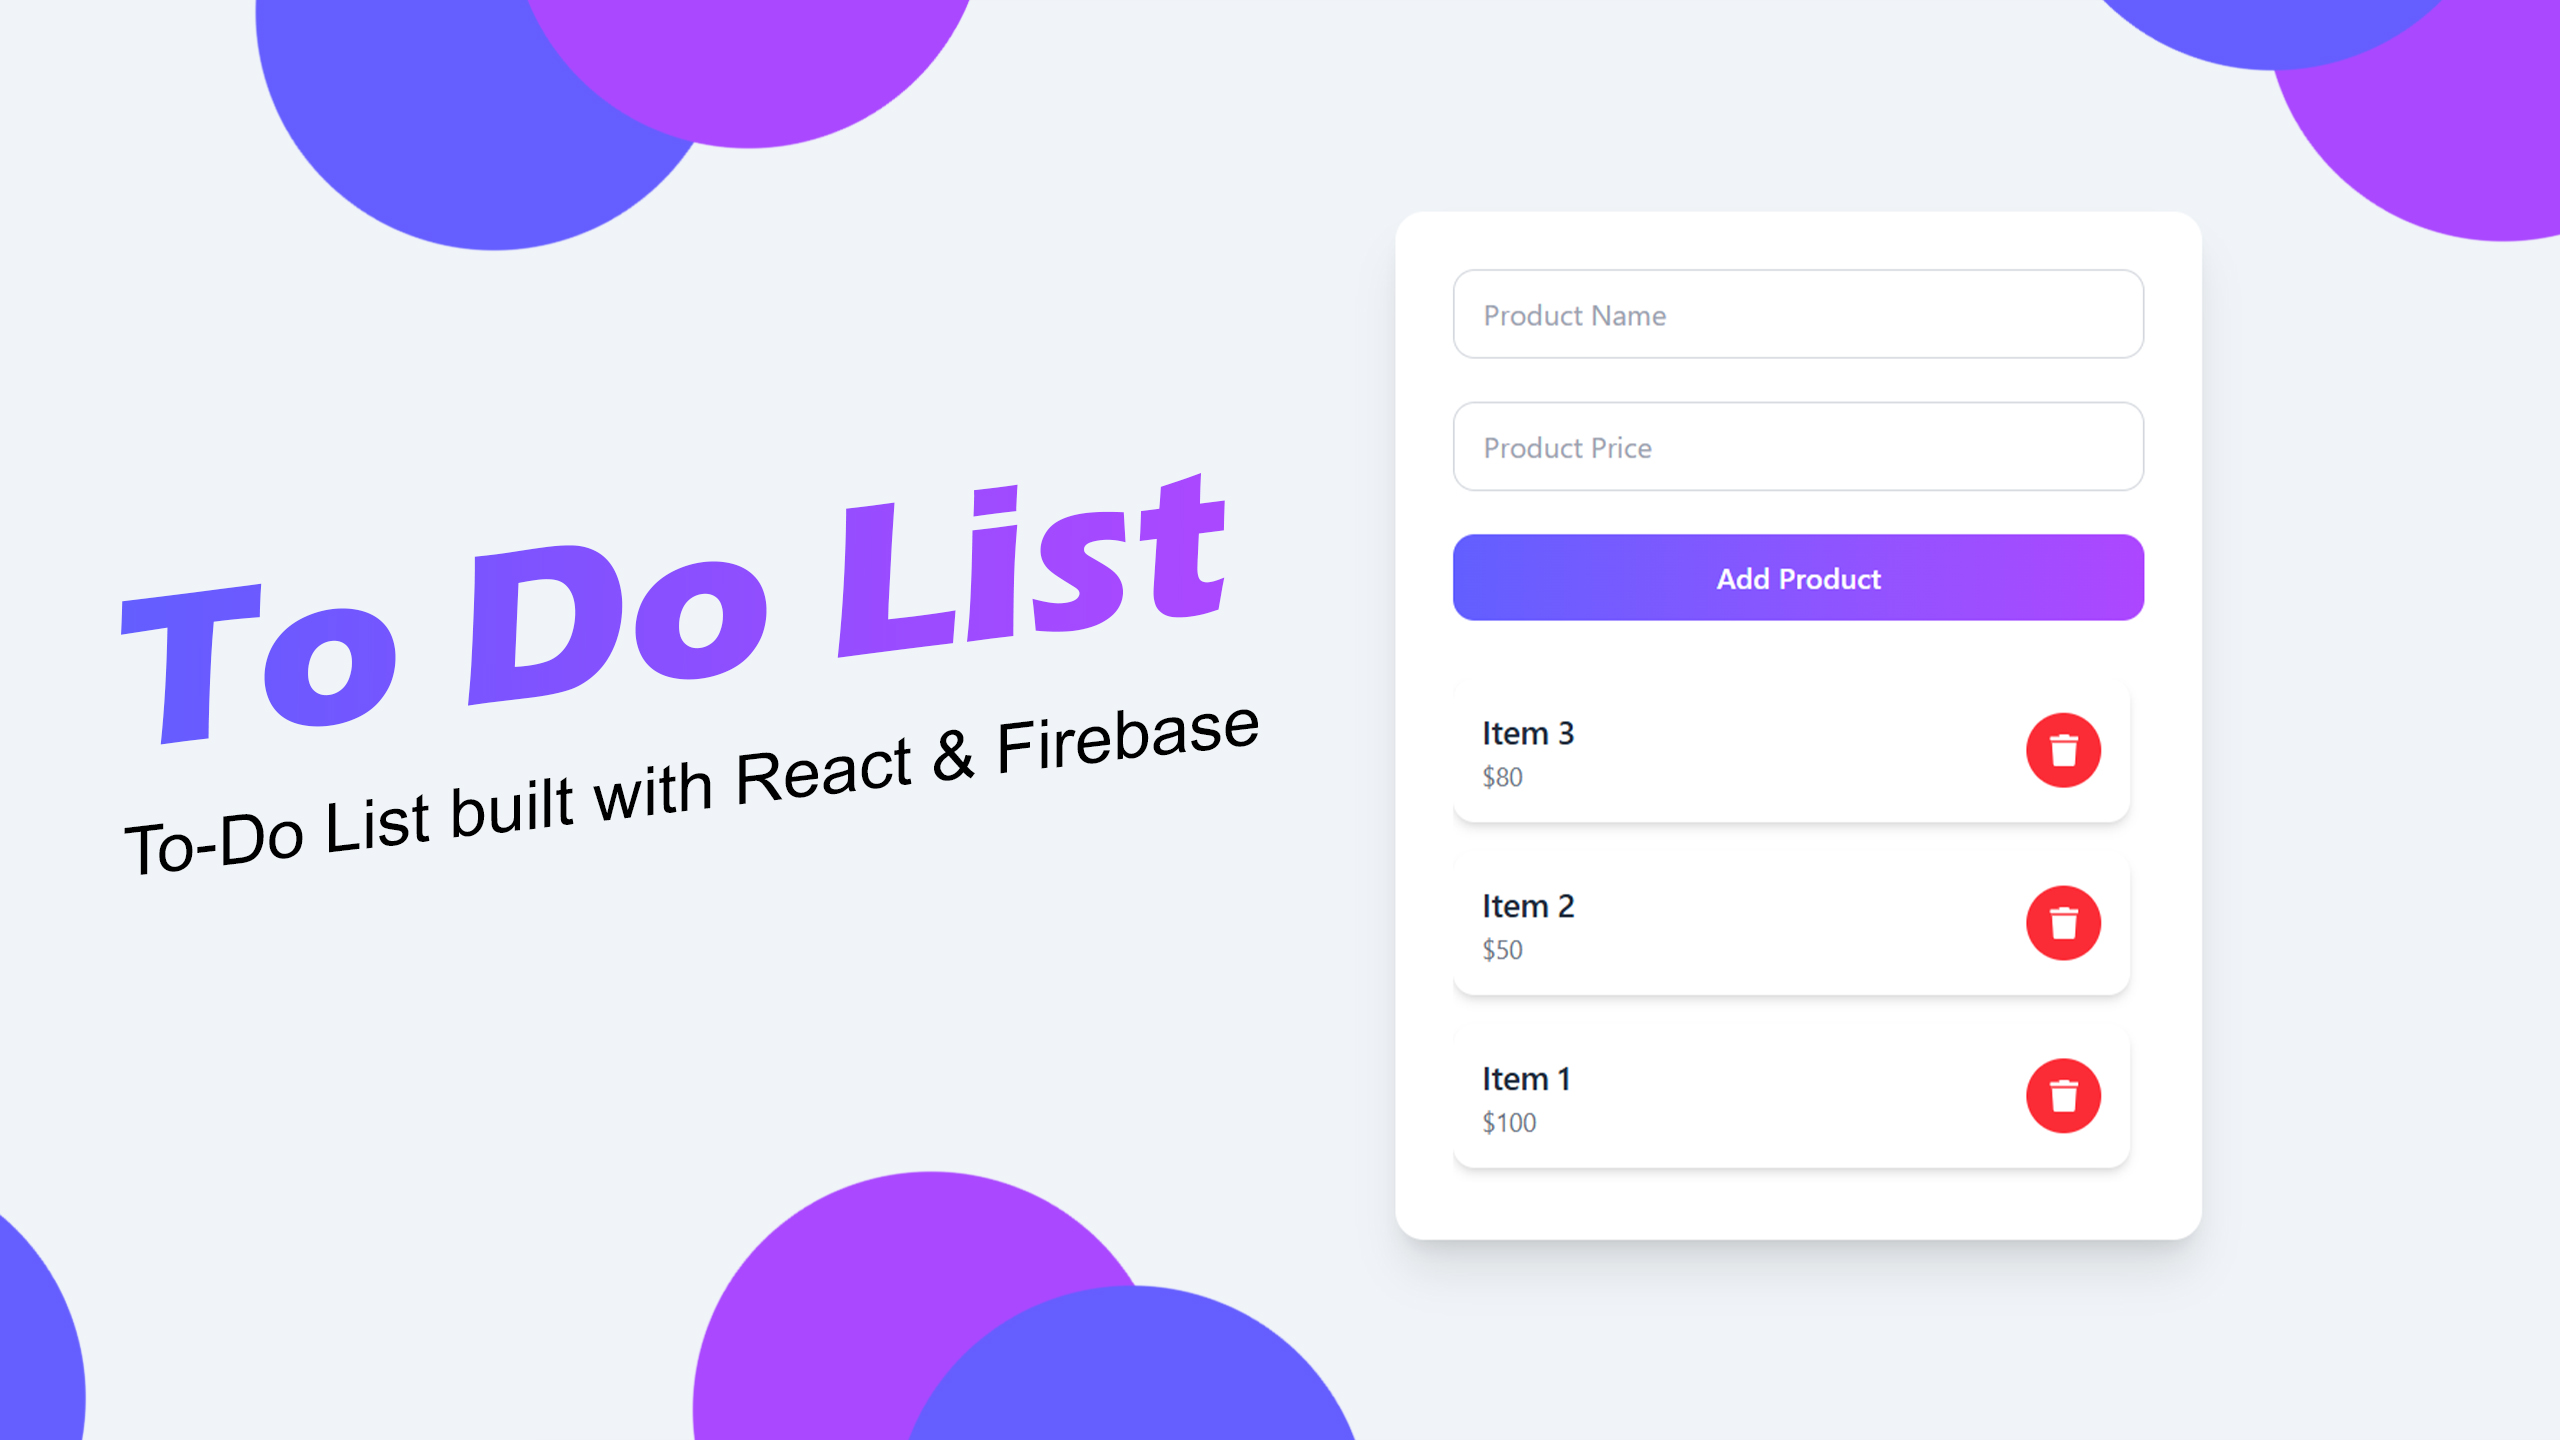 To Do List
To-Do List built with React & Firebase
Product Name
Product Price
Add Product
Item 3
$80
Item 2
$50
Item 1
$100